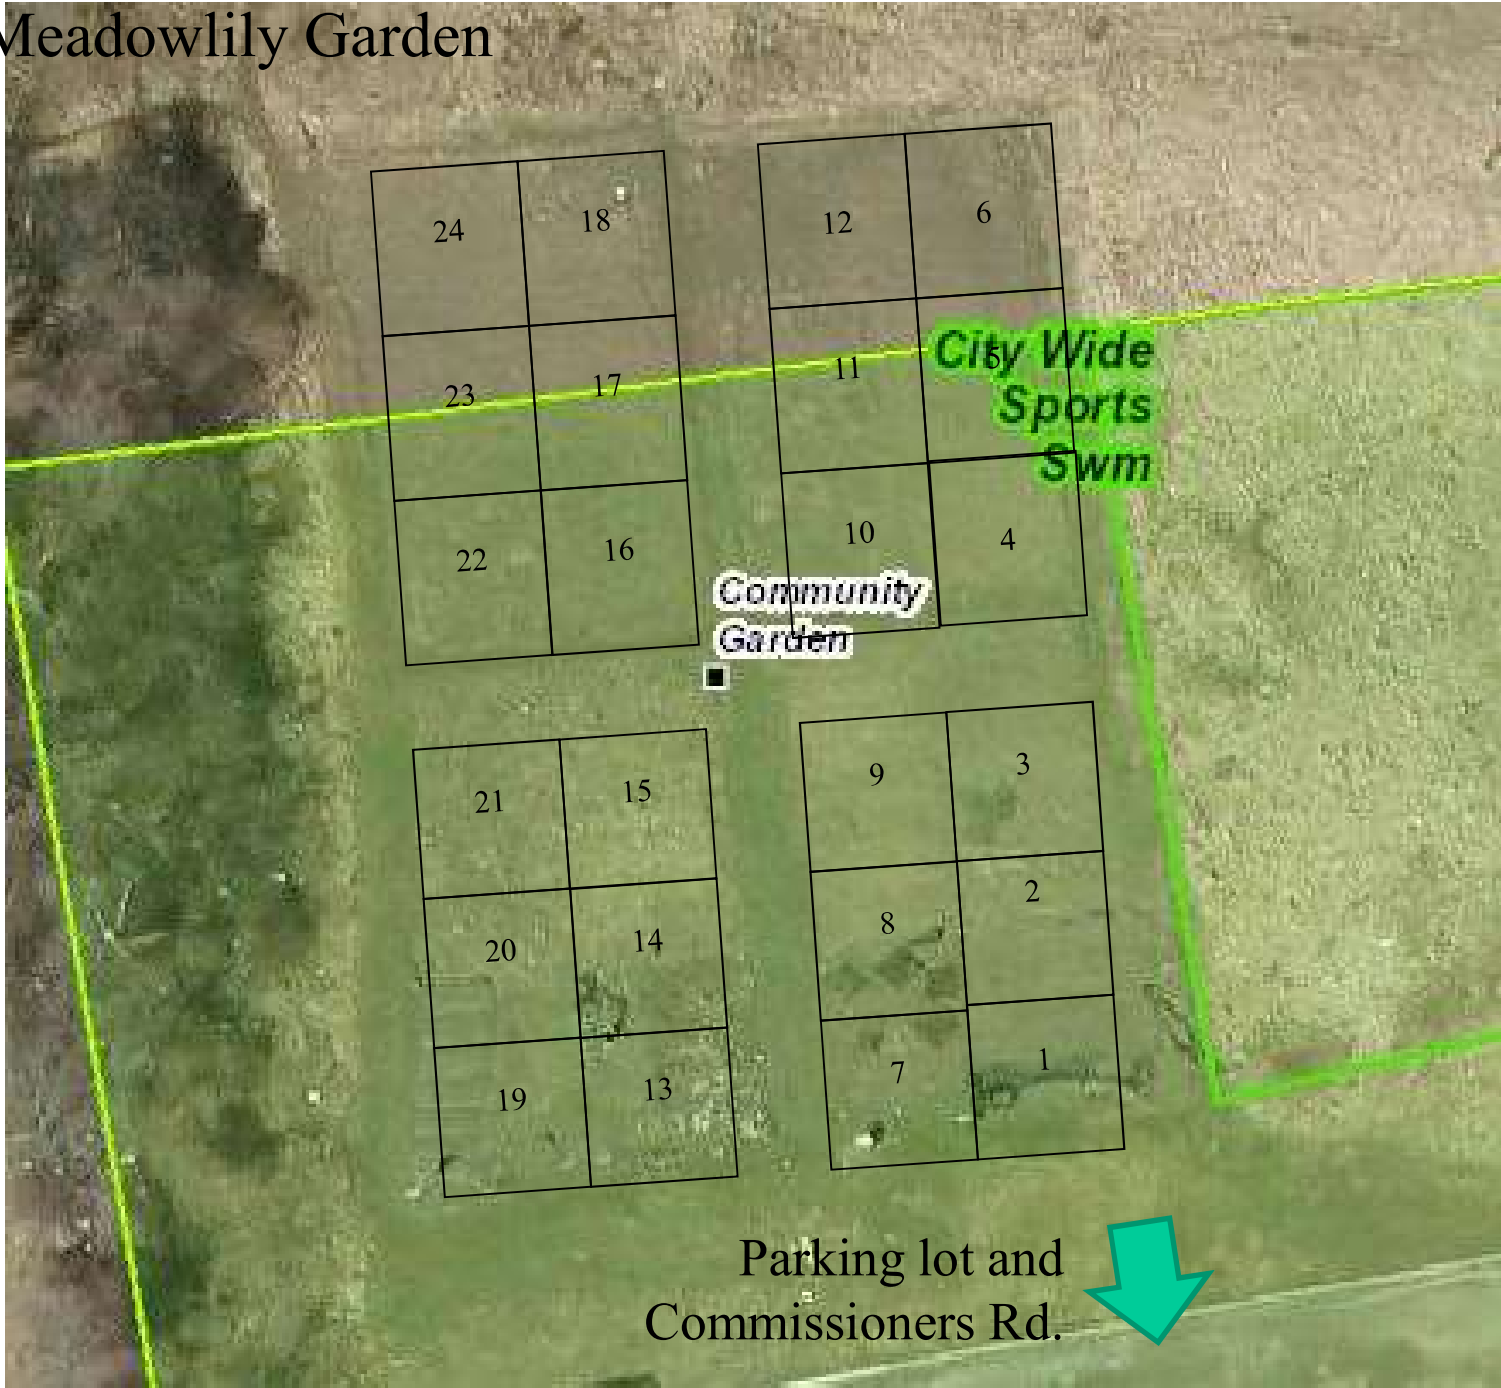 Meadowlily Garden
24 18 12 6
23 17 11 5
City Wide
Sports
Swm
22 16 10 4
Community
Garden
21 15 9 3
20 14 8 2
19 13 7 1
Parking lot and
Commissioners Rd.